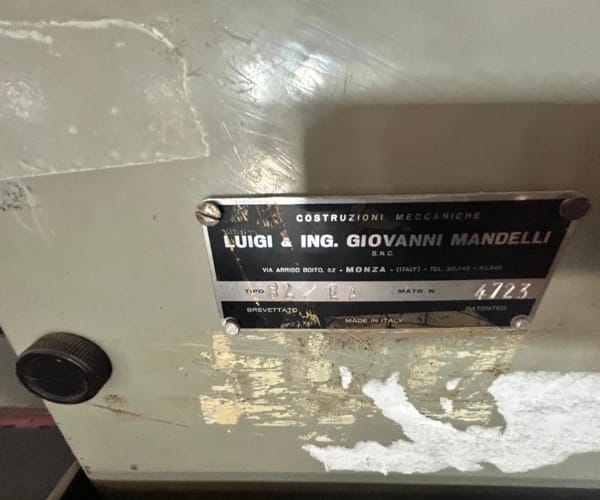 COSTRUZIONI MECCANICHE
LUIGI & ING. GIOVANNI MANDELLI
S.N.C.
VIA ARRIGO BOITO, 52 - MONZA - (ITALY) - TEL.
TIPO MATR. N. 4723
BREVETTATO PATENTED
MADE IN ITALY